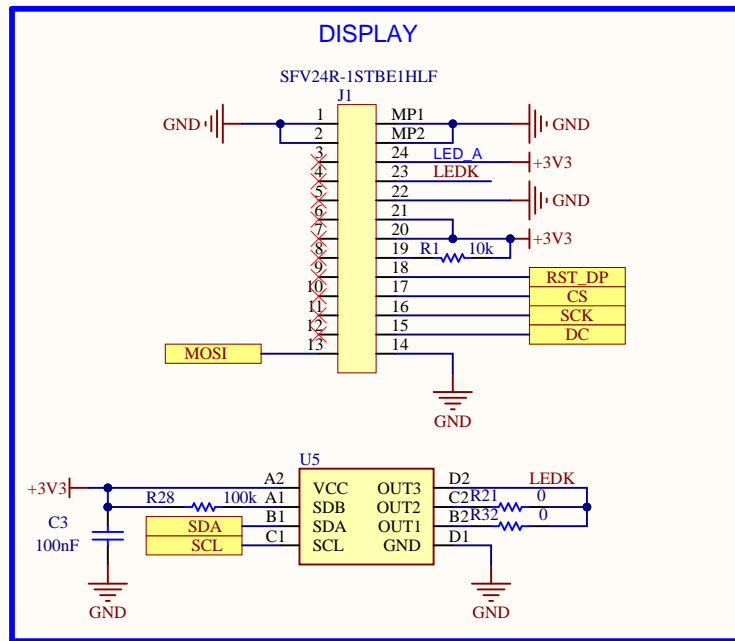 DISPLAY
SFV24R-1STBE1HLF
J1
GND 1 MP1 GND
2 MP2
3 24 LED_A +3V3
4 23 LEDK
5 22 GND
6 21
7 20 +3V3
8 19 R1 10k
9 18 RST_DP
10 17 CS
11 16 SCK
12 15 DC
MOSI 13 14
GND
U5
+3V3 A2 VCC OUT3 D2 LEDK
R28 100k A1 SDB OUT2 C2 R21 0
C3 SDA B1 SDA OUT1 B2 R32 0
100nF SCL C1 SCL GND D1
GND GND